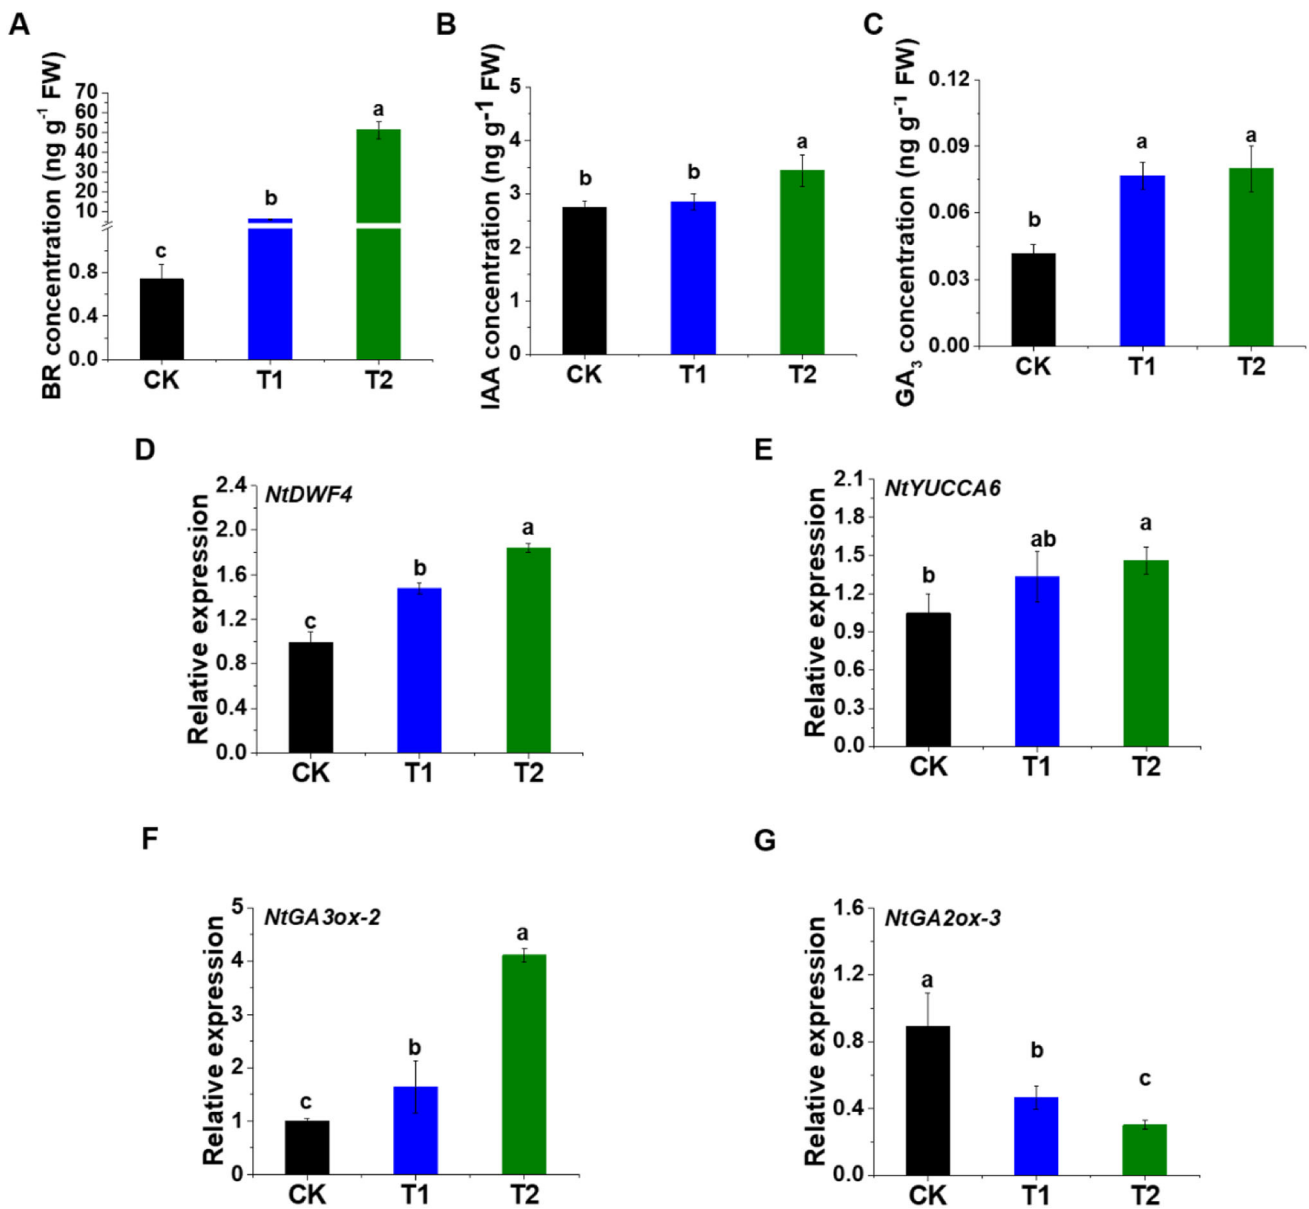 A
BR concentration (ng g-1 FW)
70
60
50
40
30
20
10
0.8
0.4
0.0
c
b
a
CK T1 T2
B
IAA concentration (ng g-1 FW)
5
4
3
2
1
0
b
b
a
CK T1 T2
C
GA3 concentration (ng g-1 FW)
0.12
0.09
0.06
0.03
0.00
b
a
a
CK T1 T2
D
NtDWF4
Relative expression
2.4
2.0
1.6
1.2
0.8
0.4
0.0
c
b
a
CK T1 T2
E
NtYUCCA6
Relative expression
2.1
1.8
1.5
1.2
0.9
0.6
0.3
0.0
b
ab
a
CK T1 T2
F
NtGA3ox-2
Relative expression
5
4
3
2
1
0
c
b
a
CK T1 T2
G
NtGA2ox-3
Relative expression
1.6
1.2
0.8
0.4
0.0
a
b
c
CK T1 T2